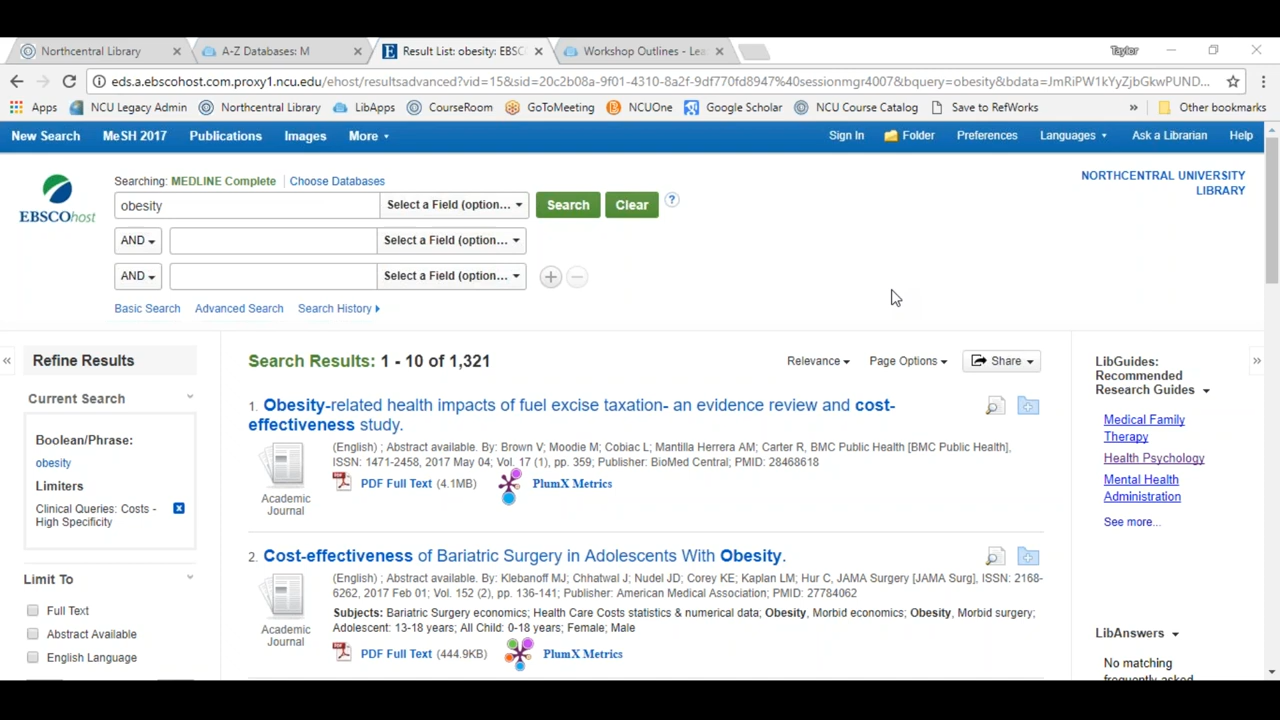 Northcentral Library
A-Z Databases: M
Result List: obesity: EBSC
Workshop Outlines - Lea
Taylor
eds.a.ebscohost.com.proxy1.ncu.edu/ehost/resultsadvanced?vid=15&sid=20c2b08a-9f01-4310-8a2f-9df770fd8947%40sessionmgr4007&bquery=obesity&bdata=JmRiPW1kYyZjbGkwPUND...
Apps NCU Legacy Admin Northcentral Library LibApps CourseRoom GoToMeeting NCUOne Google Scholar NCU Course Catalog Save to RefWorks » Other bookmarks
New Search MeSH 2017 Publications Images More Sign In Folder Preferences Languages Ask a Librarian Help
NORTHCENTRAL UNIVERSITY
LIBRARY
EBSCOhost
Searching: MEDLINE Complete Choose Databases
obesity Select a Field (option... Search Clear ?
AND Select a Field (option...
AND Select a Field (option...
Basic Search Advanced Search Search History
« Refine Results
Current Search
Boolean/Phrase:
obesity
Limiters
Clinical Queries: Costs -
High Specificity
Limit To
Full Text
Abstract Available
English Language
Search Results: 1 - 10 of 1,321
Relevance Page Options Share
1. Obesity-related health impacts of fuel excise taxation- an evidence review and cost-
effectiveness study.
(English) ; Abstract available. By: Brown V; Moodie M; Cobiac L; Mantilla Herrera AM; Carter R, BMC Public Health [BMC Public Health],
ISSN: 1471-2458, 2017 May 04; Vol. 17 (1), pp. 359; Publisher: BioMed Central; PMID: 28468618
PDF Full Text (4.1MB) PlumX Metrics
Academic
Journal
2. Cost-effectiveness of Bariatric Surgery in Adolescents With Obesity.
(English) ; Abstract available. By: Klebanoff MJ; Chhatwal J; Nudel JD; Corey KE; Kaplan LM; Hur C, JAMA Surgery [JAMA Surg], ISSN: 2168-
6262, 2017 Feb 01; Vol. 152 (2), pp. 136-141; Publisher: American Medical Association; PMID: 27784062
Subjects: Bariatric Surgery economics; Health Care Costs statistics & numerical data; Obesity, Morbid economics; Obesity, Morbid surgery;
Adolescent: 13-18 years; All Child: 0-18 years; Female; Male
Academic
Journal
PDF Full Text (444.9KB) PlumX Metrics
LibGuides: »
Recommended
Research Guides
Medical Family
Therapy
Health Psychology
Mental Health
Administration
See more...
LibAnswers
No matching
frequently asked